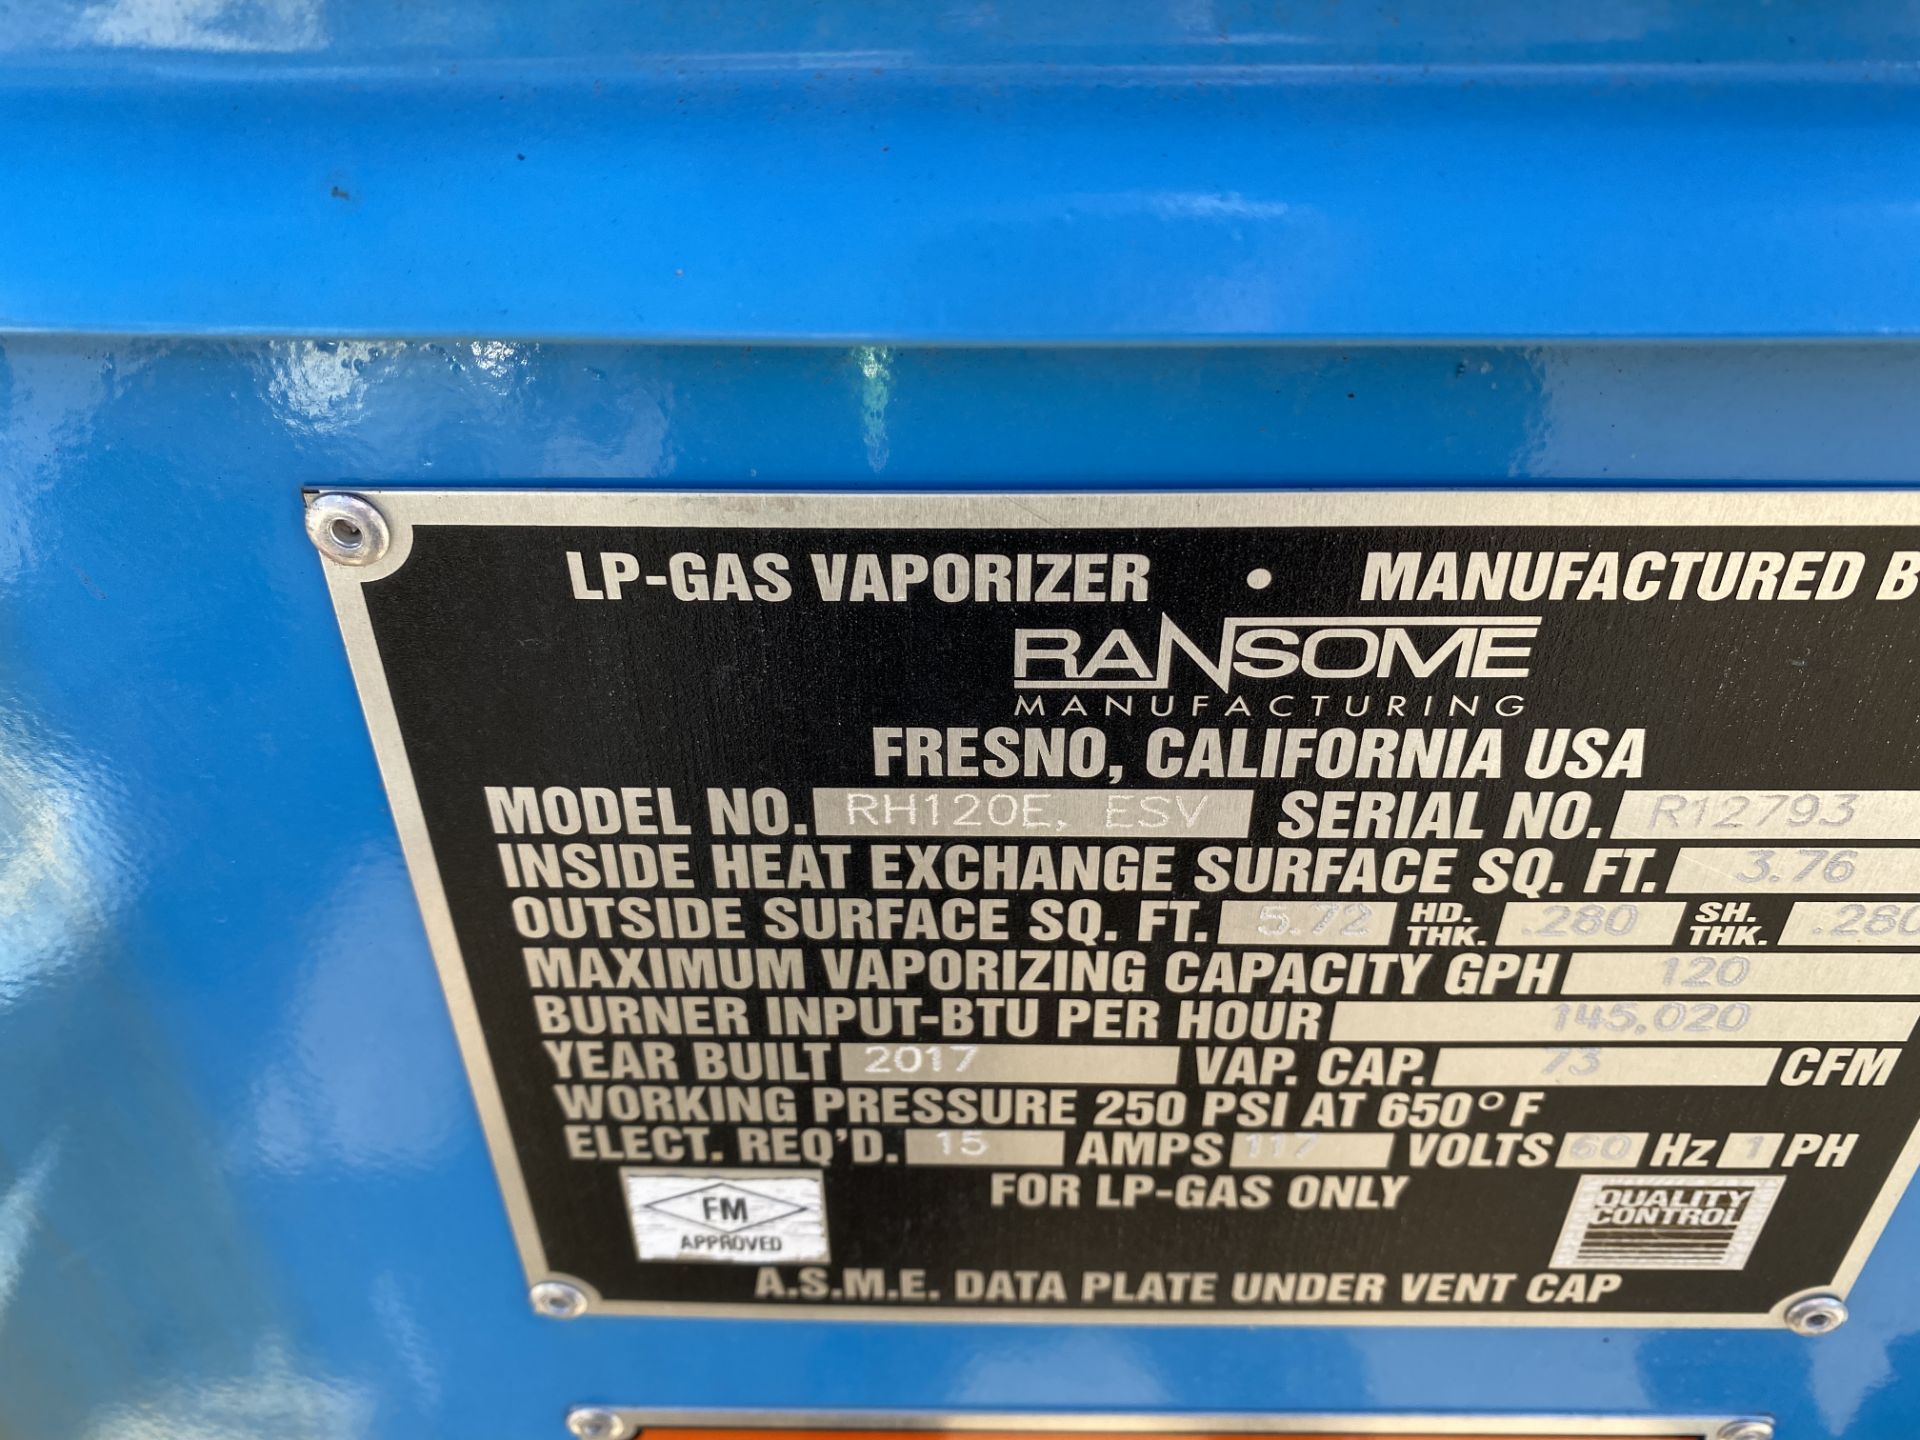 LP-GAS VAPORIZER • MANUFACTURED B
RANSOME
MANUFACTURING
FRESNO, CALIFORNIA USA
MODEL NO. RH120E, ESV SERIAL NO. R12793
INSIDE HEAT EXCHANGE SURFACE SQ. FT. 3.76
OUTSIDE SURFACE SQ. FT. 5.72 HD. THK. .280 SH. THK. .280
MAXIMUM VAPORIZING CAPACITY GPH 120
BURNER INPUT-BTU PER HOUR 145,020
YEAR BUILT 2017 VAP. CAP. 73 CFM
WORKING PRESSURE 250 PSI AT 650°F
ELECT. REQ'D. 15 AMPS 117 VOLTS 60 Hz 1 PH
FOR LP-GAS ONLY
FM
APPROVED
QUALITY
CONTROL
A.S.M.E. DATA PLATE UNDER VENT CAP